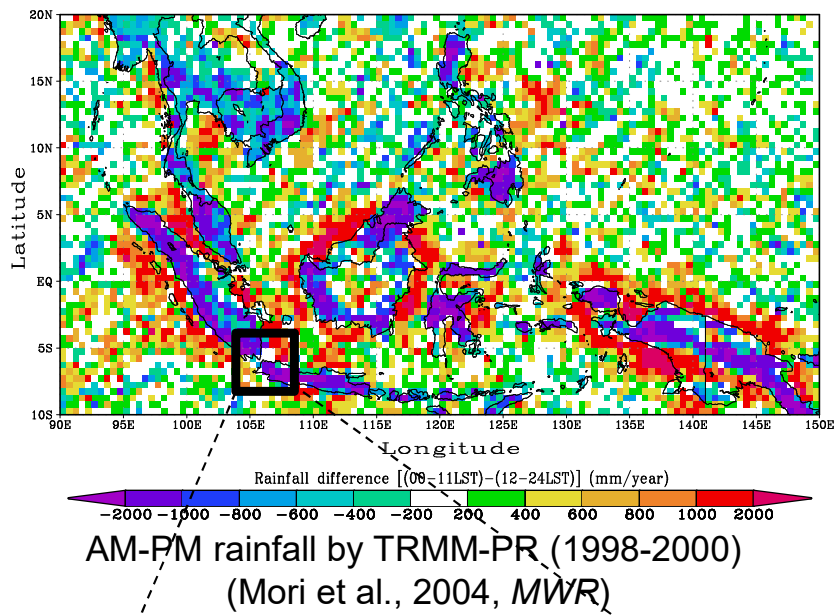 20N
15N
10N
5N
EQ
5S
10S
Latitude
90E 95E 100E 105E 110E 115E 120E 125E 130E 135E 140E 145E 150E
Longitude
Rainfall difference [(00-11LST)-(12-24LST)] (mm/year)
-2000 -1000 -800 -600 -400 -200 200 400 600 800 1000 2000
AM-PM rainfall by TRMM-PR (1998-2000)
(Mori et al., 2004, MWR)